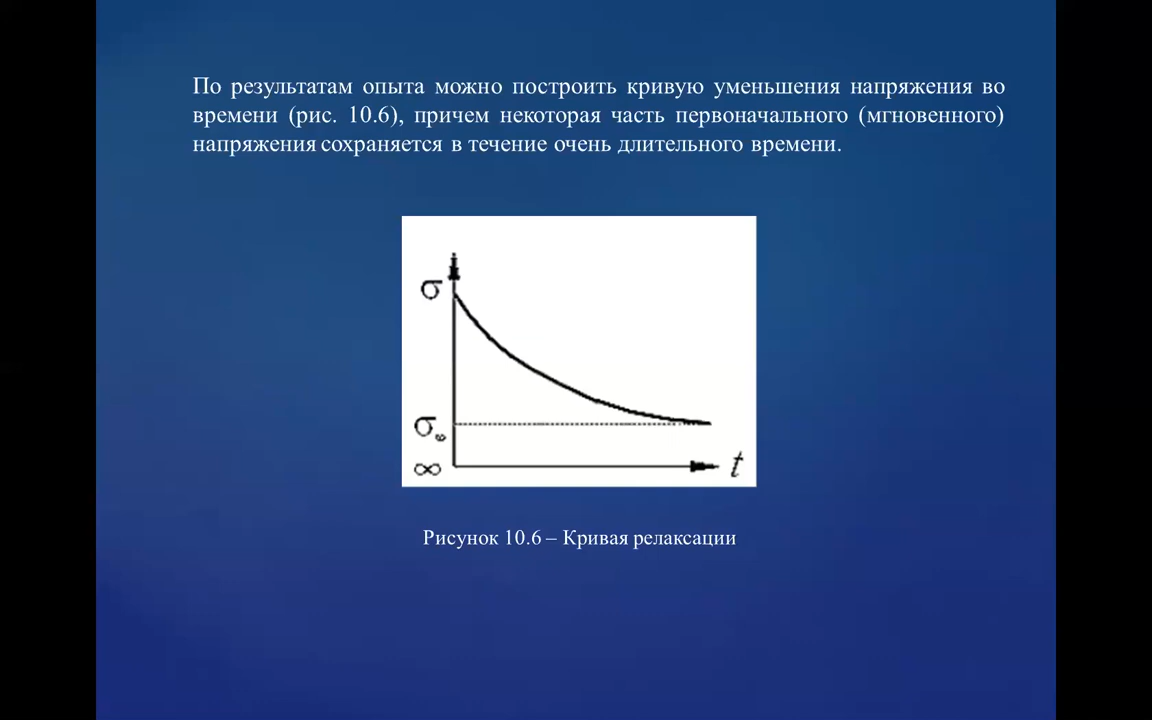 По результатам опыта можно построить кривую уменьшения напряжения во
времени (рис. 10.6), причем некоторая часть первоначального (мгновенного)
напряжения сохраняется в течение очень длительного времени.
σ
σв
∞
t
Рисунок 10.6 – Кривая релаксации